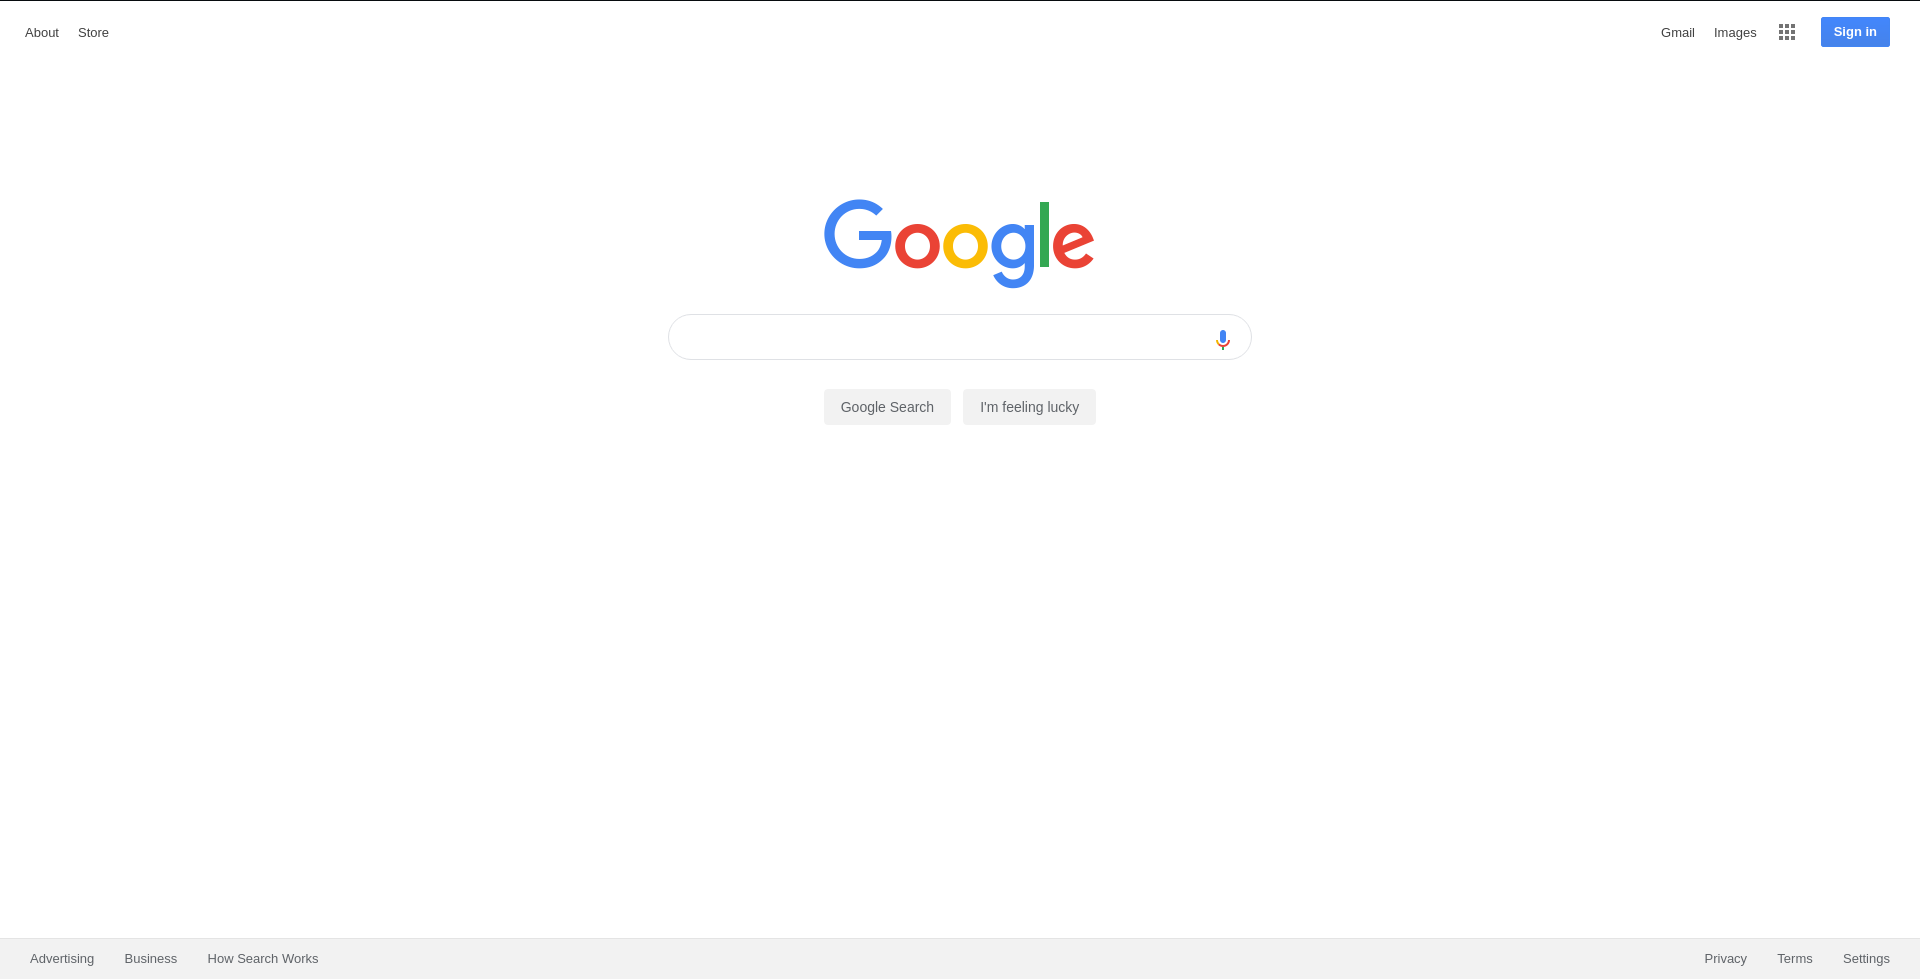 About Store Gmail Images Sign in
Google
Google Search I'm feeling lucky
Advertising Business How Search Works Privacy Terms Settings